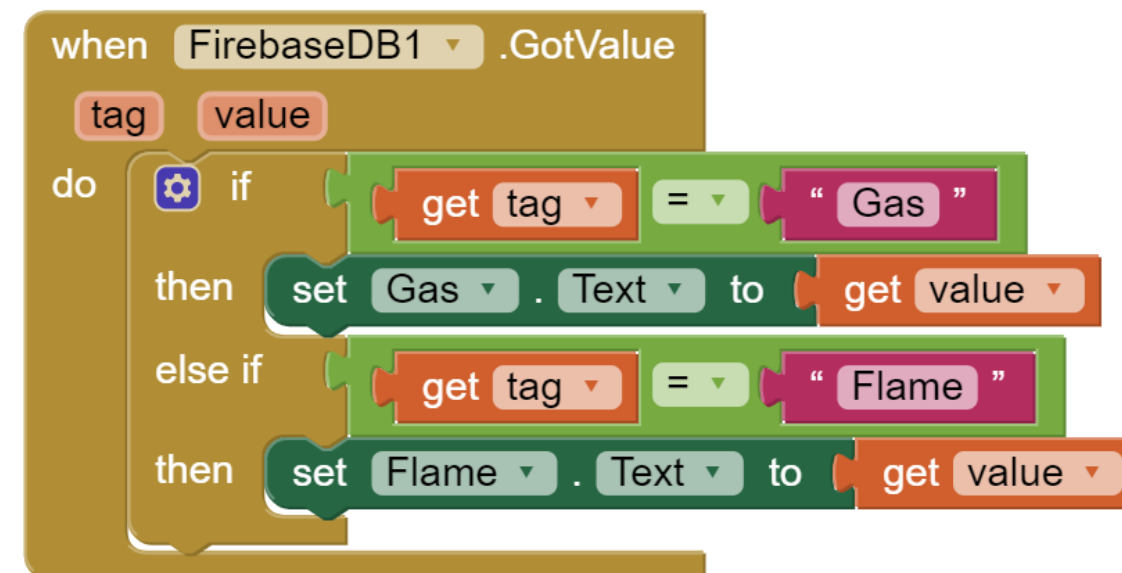 when FirebaseDB1 .GotValue
tag value
do if get tag = “ Gas ”
then set Gas . Text to get value
else if get tag = “ Flame ”
then set Flame . Text to get value